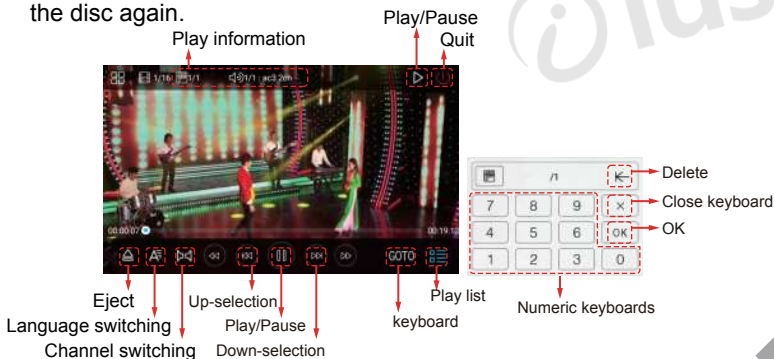 the disc again.
Play/Pause
Play information
Quit
1/16 1/1 1/1 : ac3 2ch
/1
Delete
7 8 9 ×
Close keyboard
00:00:07 00:19:12
4 5 6 OK
OK
GOTO
1 2 3 0
Eject
Up-selection
Play list
Numeric keyboards
Language switching
Play/Pause
keyboard
Channel switching
Down-selection